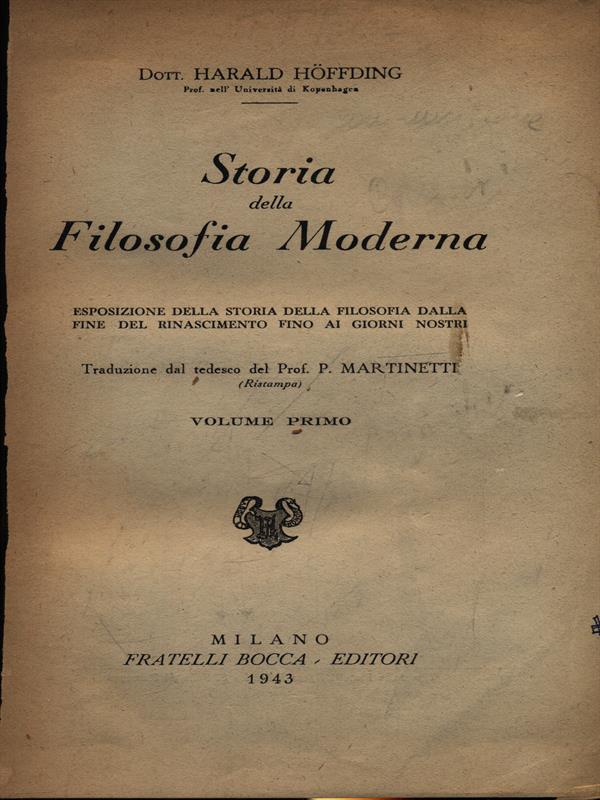 DOTT. HARALD HÖFFDING
Prof. nell' Università di Kopenhagen
Storia
della
Filosofia Moderna
ESPOSIZIONE DELLA STORIA DELLA FILOSOFIA DALLA
FINE DEL RINASCIMENTO FINO AI GIORNI NOSTRI
Traduzione dal tedesco del Prof. P. MARTINETTI
(Ristampa)
VOLUME PRIMO
MILANO
FRATELLI BOCCA - EDITORI
1943